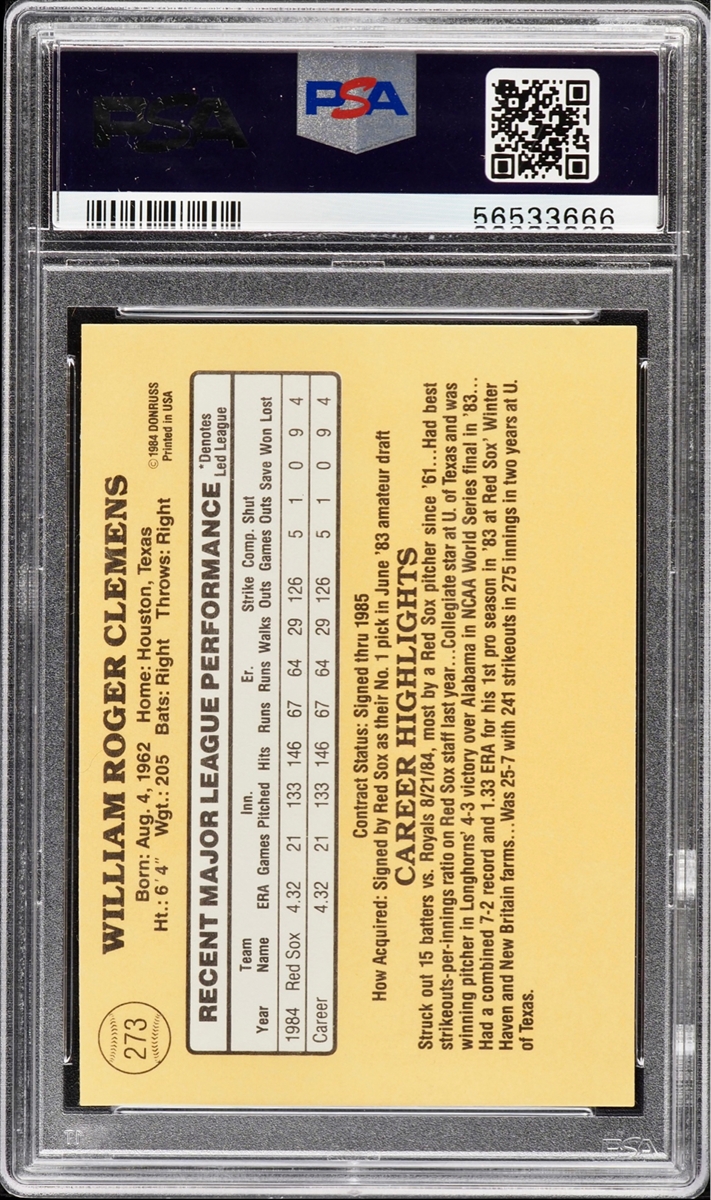 PSA
PSA
56533666
273
WILLIAM ROGER CLEMENS
Born: Aug. 4, 1962 Home: Houston, Texas
Ht.: 6'4" Wgt.: 205 Bats: Right Throws: Right
© 1984 DONRUSS
Printed in USA
RECENT MAJOR LEAGUE PERFORMANCE
*Denotes
Led League
Team Inn. Er. Strike Comp. Shut
Year Name ERA Games Pitched Hits Runs Runs Walks Outs Games Outs Save Won Lost
1984 Red Sox 4.32 21 133 146 67 64 29 126 5 1 0 9 4
Career 4.32 21 133 146 67 64 29 126 5 1 0 9 4
Contract Status: Signed thru 1985
How Acquired: Signed by Red Sox as their No. 1 pick in June '83 amateur draft
CAREER HIGHLIGHTS
Struck out 15 batters vs. Royals 8/21/84, most by a Red Sox pitcher since '61...Had best
strikeouts-per-innings ratio on Red Sox staff last year...Collegiate star at U. of Texas and was
winning pitcher in Longhorns' 4-3 victory over Alabama in NCAA World Series final in '83...
Had a combined 7-2 record and 1.33 ERA for his 1st pro season in '83 at Red Sox' Winter
Haven and New Britain farms...Was 25-7 with 241 strikeouts in 275 innings in two years at U.
of Texas.
PSA